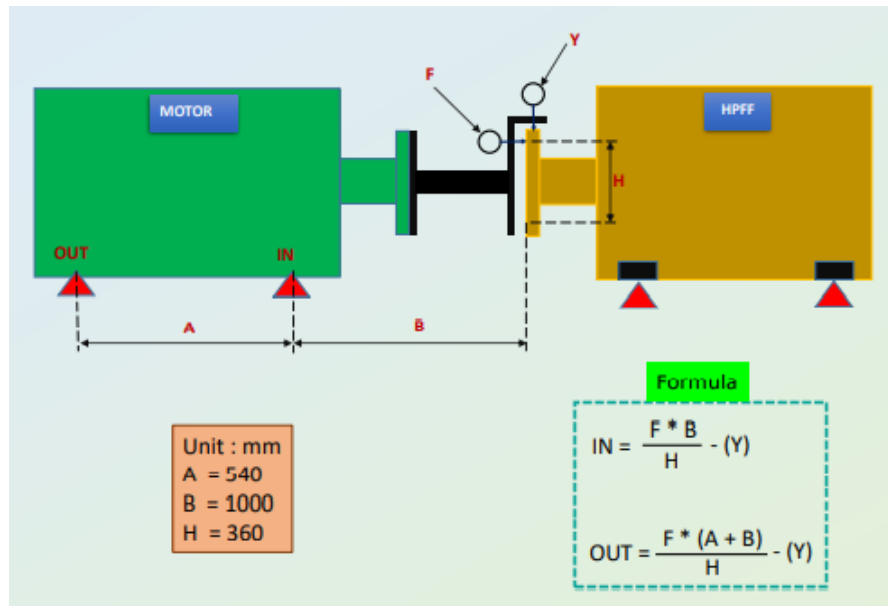 Y
F
MOTOR
HPFF
H
OUT
IN
A
B
Formula
Unit : mm
A = 540
B = 1000
H = 360
IN = F * B / H - (Y)
OUT = F * (A + B) / H - (Y)